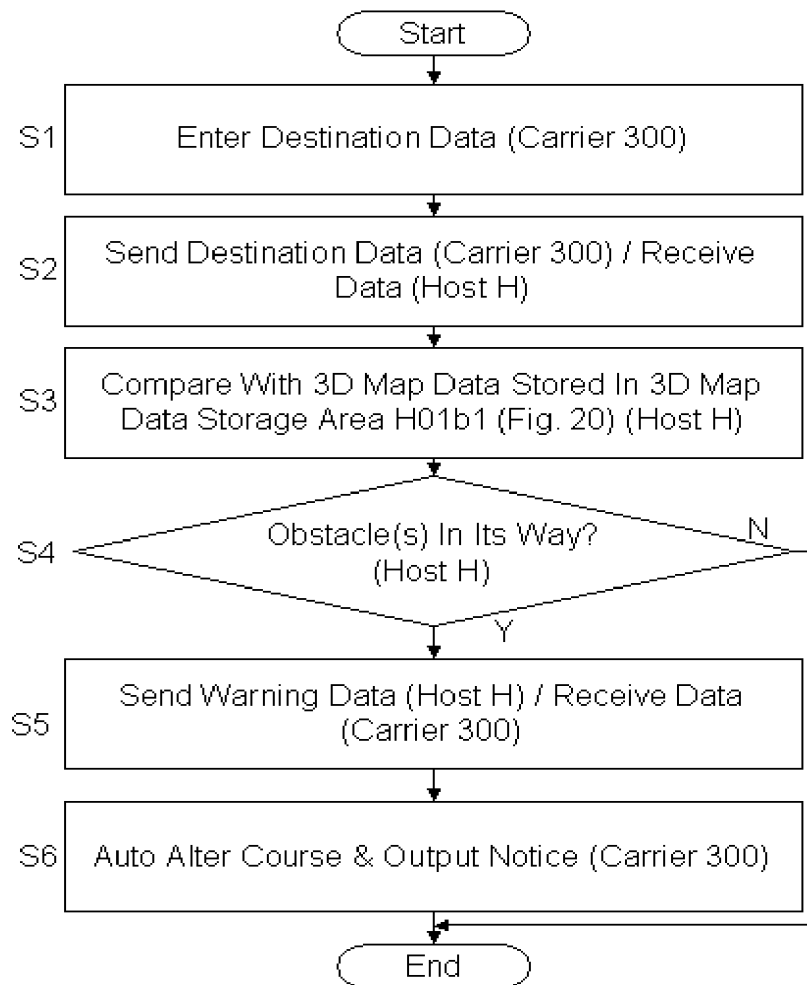 Start
S1
Enter Destination Data (Carrier 300)
S2
Send Destination Data (Carrier 300) / Receive
Data (Host H)
S3
Compare With 3D Map Data Stored In 3D Map
Data Storage Area H01b1 (Fig. 20) (Host H)
S4
Obstacle(s) In Its Way?
(Host H)
N
Y
S5
Send Warning Data (Host H) / Receive Data
(Carrier 300)
S6
Auto Alter Course & Output Notice (Carrier 300)
End